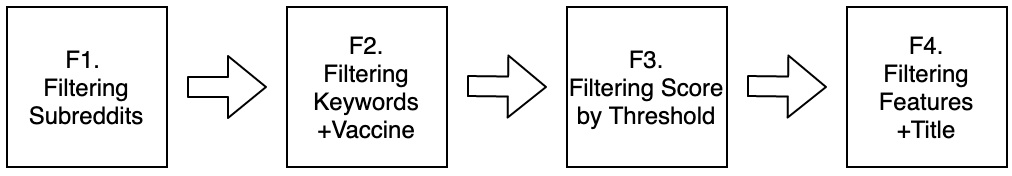 F1.
Filtering
Subreddits
F2.
Filtering
Keywords
+Vaccine
F3.
Filtering Score
by Threshold
F4.
Filtering
Features
+Title